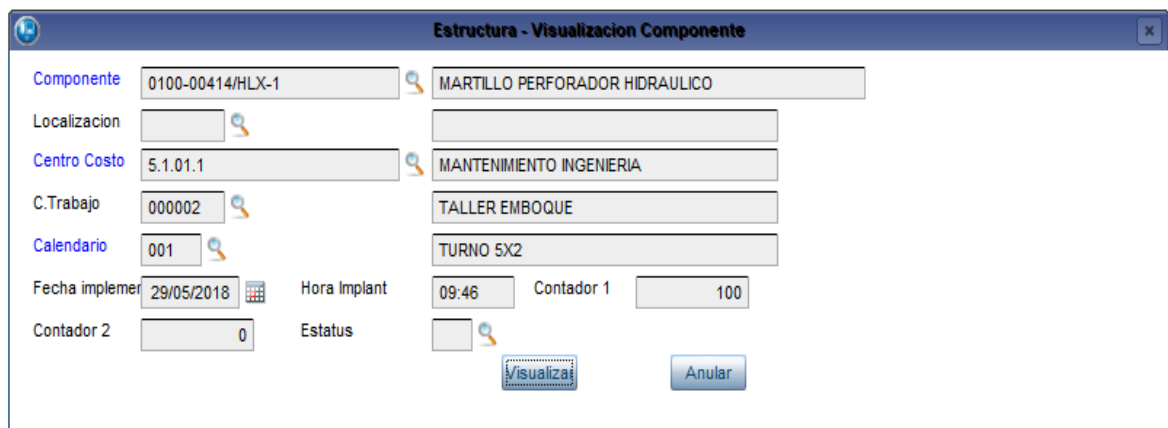 Estructura - Visualizacion Componente
Componente 0100-00414/HLX-1 MARTILLO PERFORADOR HIDRAULICO
Localizacion
Centro Costo 5.1.01.1 MANTENIMIENTO INGENIERIA
C.Trabajo 000002 TALLER EMBOQUE
Calendario 001 TURNO 5X2
Fecha implemer 29/05/2018 Hora Implant 09:46 Contador 1 100
Contador 2 0 Estatus
Visualizar Anular